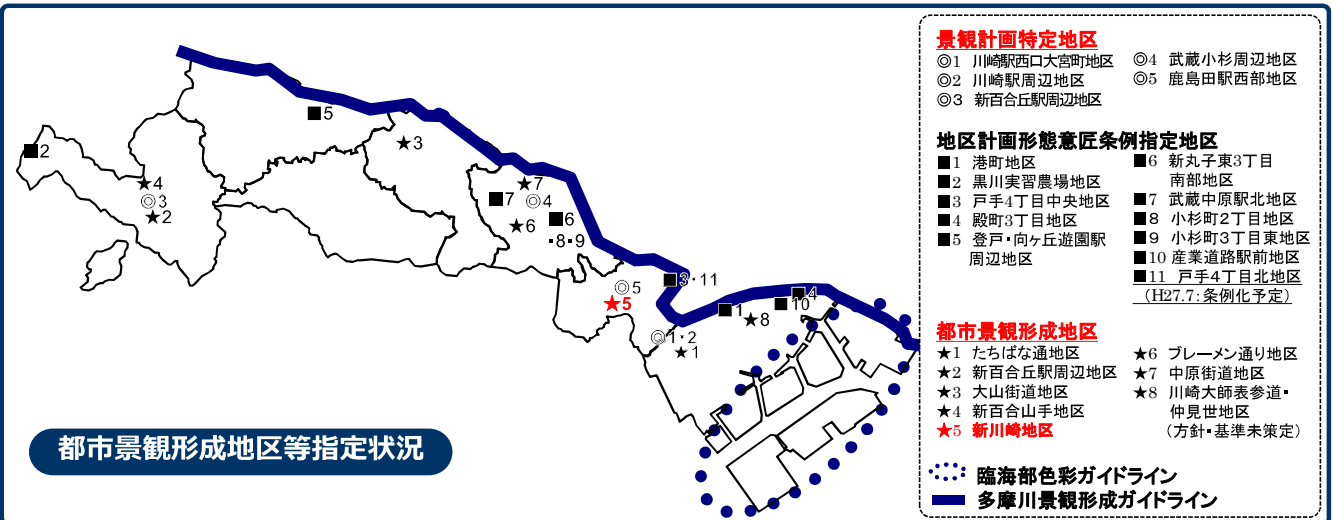 景観計画特定地区
◎1 川崎駅西口大宮町地区
◎2 川崎駅周辺地区
◎3 新百合丘駅周辺地区
◎4 武蔵小杉周辺地区
◎5 鹿島田駅西部地区
地区計画形態意匠条例指定地区
■1 港町地区
■2 黒川実習農場地区
■3 戸手4丁目中央地区
■4 殿町3丁目地区
■5 登戸・向ヶ丘遊園駅
周辺地区
■6 新丸子東3丁目
南部地区
■7 武蔵中原駅北地区
■8 小杉町2丁目地区
■9 小杉町3丁目東地区
■10 産業道路駅前地区
■11 戸手4丁目北地区
(H27.7:条例化予定)
都市景観形成地区
★1 たちばな通地区
★2 新百合丘駅周辺地区
★3 大山街道地区
★4 新百合山手地区
★5 新川崎地区
★6 ブレーメン通り地区
★7 中原街道地区
★8 川崎大師表参道・
仲見世地区
(方針・基準未策定)
臨海部色彩ガイドライン
多摩川景観形成ガイドライン
■5
★3
■2
★4
◎3
★2
★7
■7
◎4
■6
★6
・8・9
■3・11
◎5
★5
■4
■10
■1
★8
◎1・2
★1
都市景観形成地区等指定状況